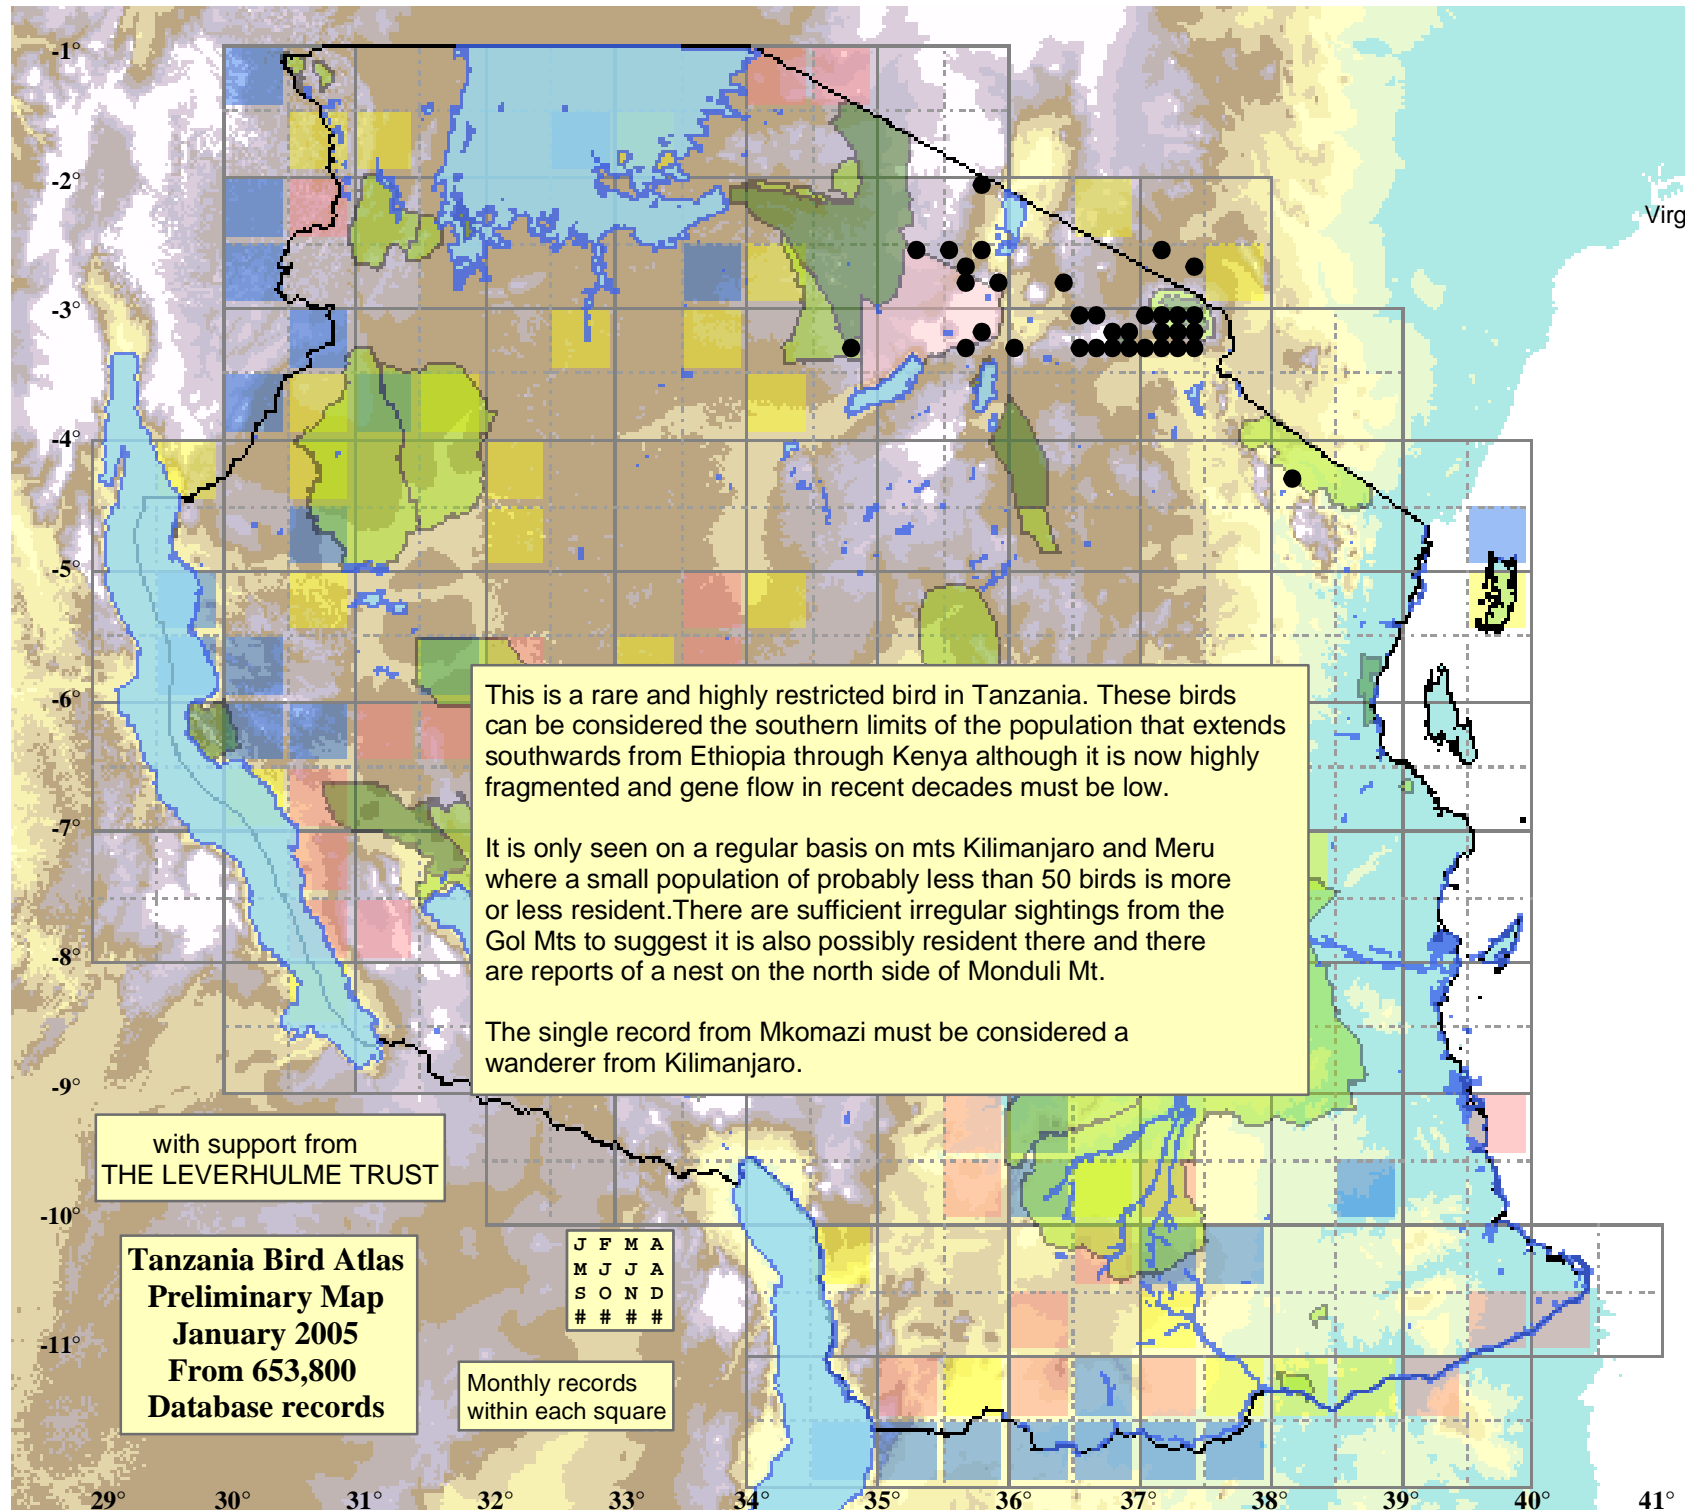 -1°
-2°
Virg
-3°
-4°
-5°
-6°
-7°
-8°
-9°
-10°
-11°
This is a rare and highly restricted bird in Tanzania. These birds
can be considered the southern limits of the population that extends
southwards from Ethiopia through Kenya although it is now highly
fragmented and gene flow in recent decades must be low.
It is only seen on a regular basis on mts Kilimanjaro and Meru
where a small population of probably less than 50 birds is more
or less resident.There are sufficient irregular sightings from the
Gol Mts to suggest it is also possibly resident there and there
are reports of a nest on the north side of Monduli Mt.
The single record from Mkomazi must be considered a
wanderer from Kilimanjaro.
with support from
THE LEVERHULME TRUST
Tanzania Bird Atlas
Preliminary Map
January 2005
From 653,800
Database records
J F M A
M J J A
S O N D
# # # #
Monthly records
within each square
29° 30° 31° 32° 33° 34° 35° 36° 37° 38° 39° 40° 41°